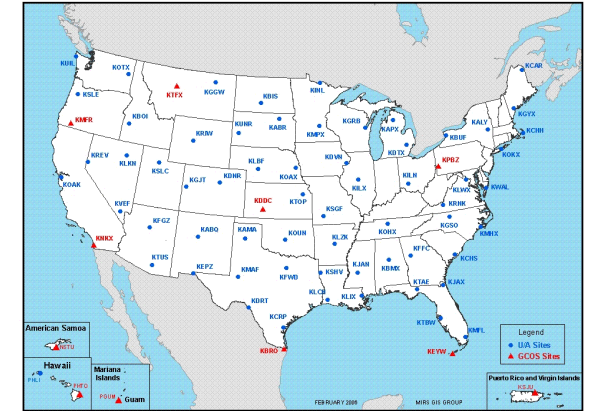 KUIL
KOTX
KTFX
KGGW
KBIS
KINL
KCAR
KSLE
KMFR
KBOI
KRIW
KUNR
KABR
KMPX
KGRB
KAPX
KALY
KGYX
KBUF
KCHH
KREV
KLKN
KSLC
KGJT
KDNR
KLBF
KOAX
KDVN
KDTX
KPBZ
KOKX
KOAK
KVEF
KDDC
KTOP
KILX
KILN
KLWX
KWAL
KRNK
KFGZ
KABQ
KAMA
KOUN
KSGF
KLZK
KOHX
KGSO
KMHX
KNKX
KTUS
KEPZ
KMAF
KFWD
KSHV
KJAN
KBMX
KFFC
KCHS
KDRT
KCRP
KLCH
KLIX
KTAE
KJAX
KBRO
KTBW
KMFL
KEYW
American Samoa
NSTU
Hawaii
PHLI
PHTO
Mariana
Islands
PGUM
Guam
Legend
U/A Sites
GCOS Sites
Puerto Rico and Virgin Islands
KSJU
FEBRUARY 2006
MIRS GIS GROUP